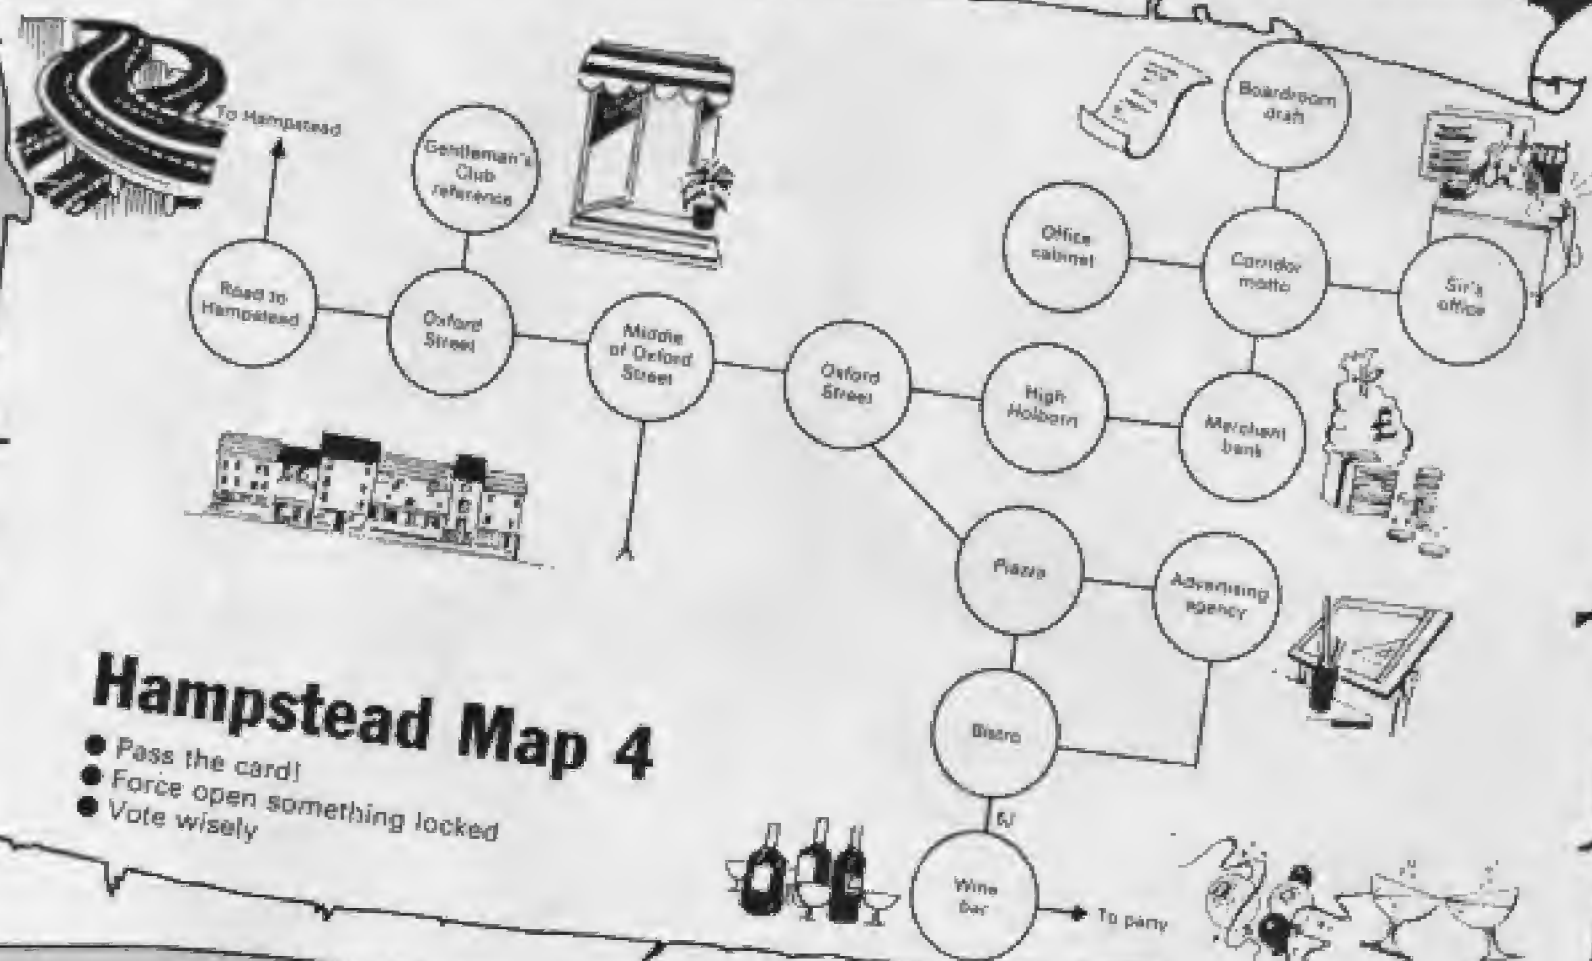 To Hampstead
Gentleman's
Club
reference
Road to
Hampstead
Oxford
Street
Middle
of Oxford
Street
Oxford
Street
High
Holborn
Merchant
bank
Boardroom
draft
Office
cabinet
Corridor
motto
Sir's
office
Piazza
Advertising
agency
Bistro
Wine
bar
To party
Hampstead Map 4
● Pass the card!
● Force open something locked
● Vote wisely